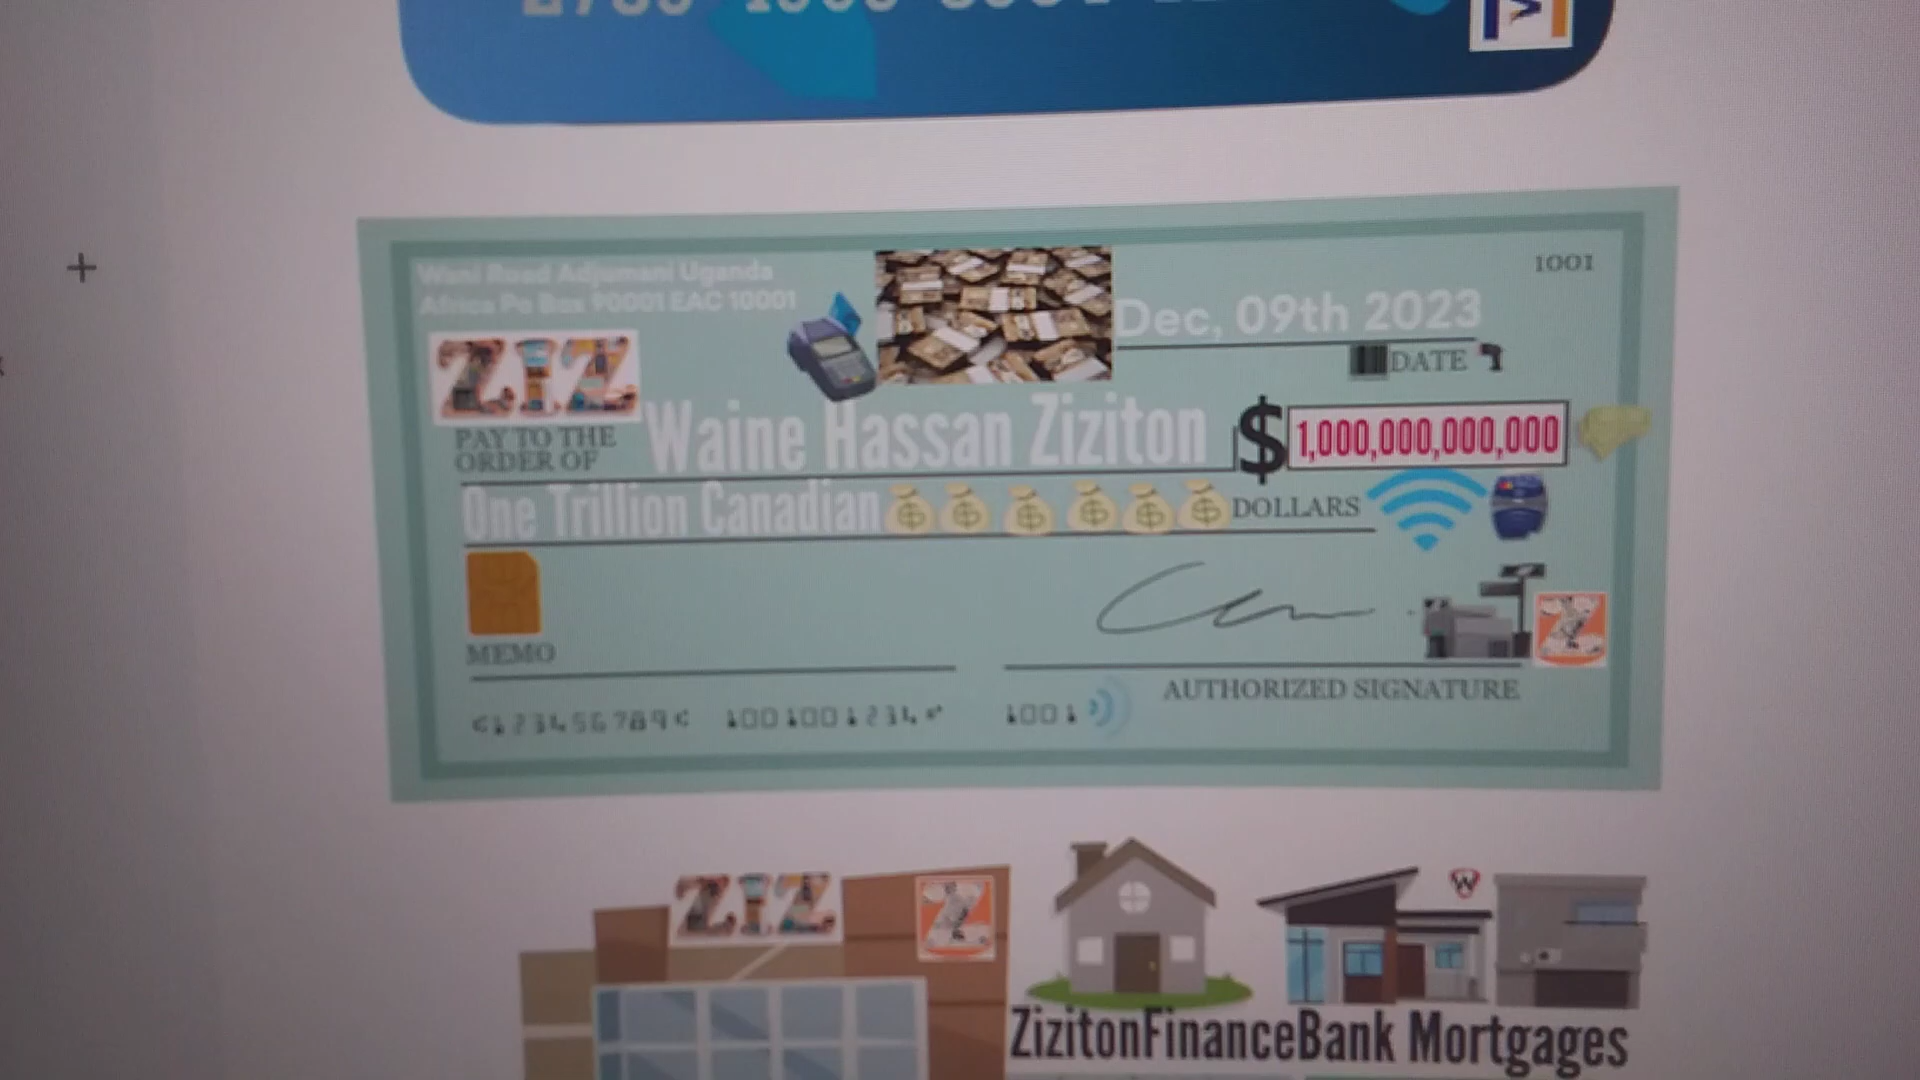 Wani Road Adjumani Uganda
Africa Po Box 90001 EAC 10001
1001
Dec, 09th 2023
DATE
ZIZ
PAY TO THE
ORDER OF
Waine Hassan Ziziton
$ 1,000,000,000,000
One Trillion Canadian
DOLLARS
Z
MEMO
AUTHORIZED SIGNATURE
<123456789< 1001001234< 1001
ZIZ
Z
W
ZizitonFinanceBank Mortgages